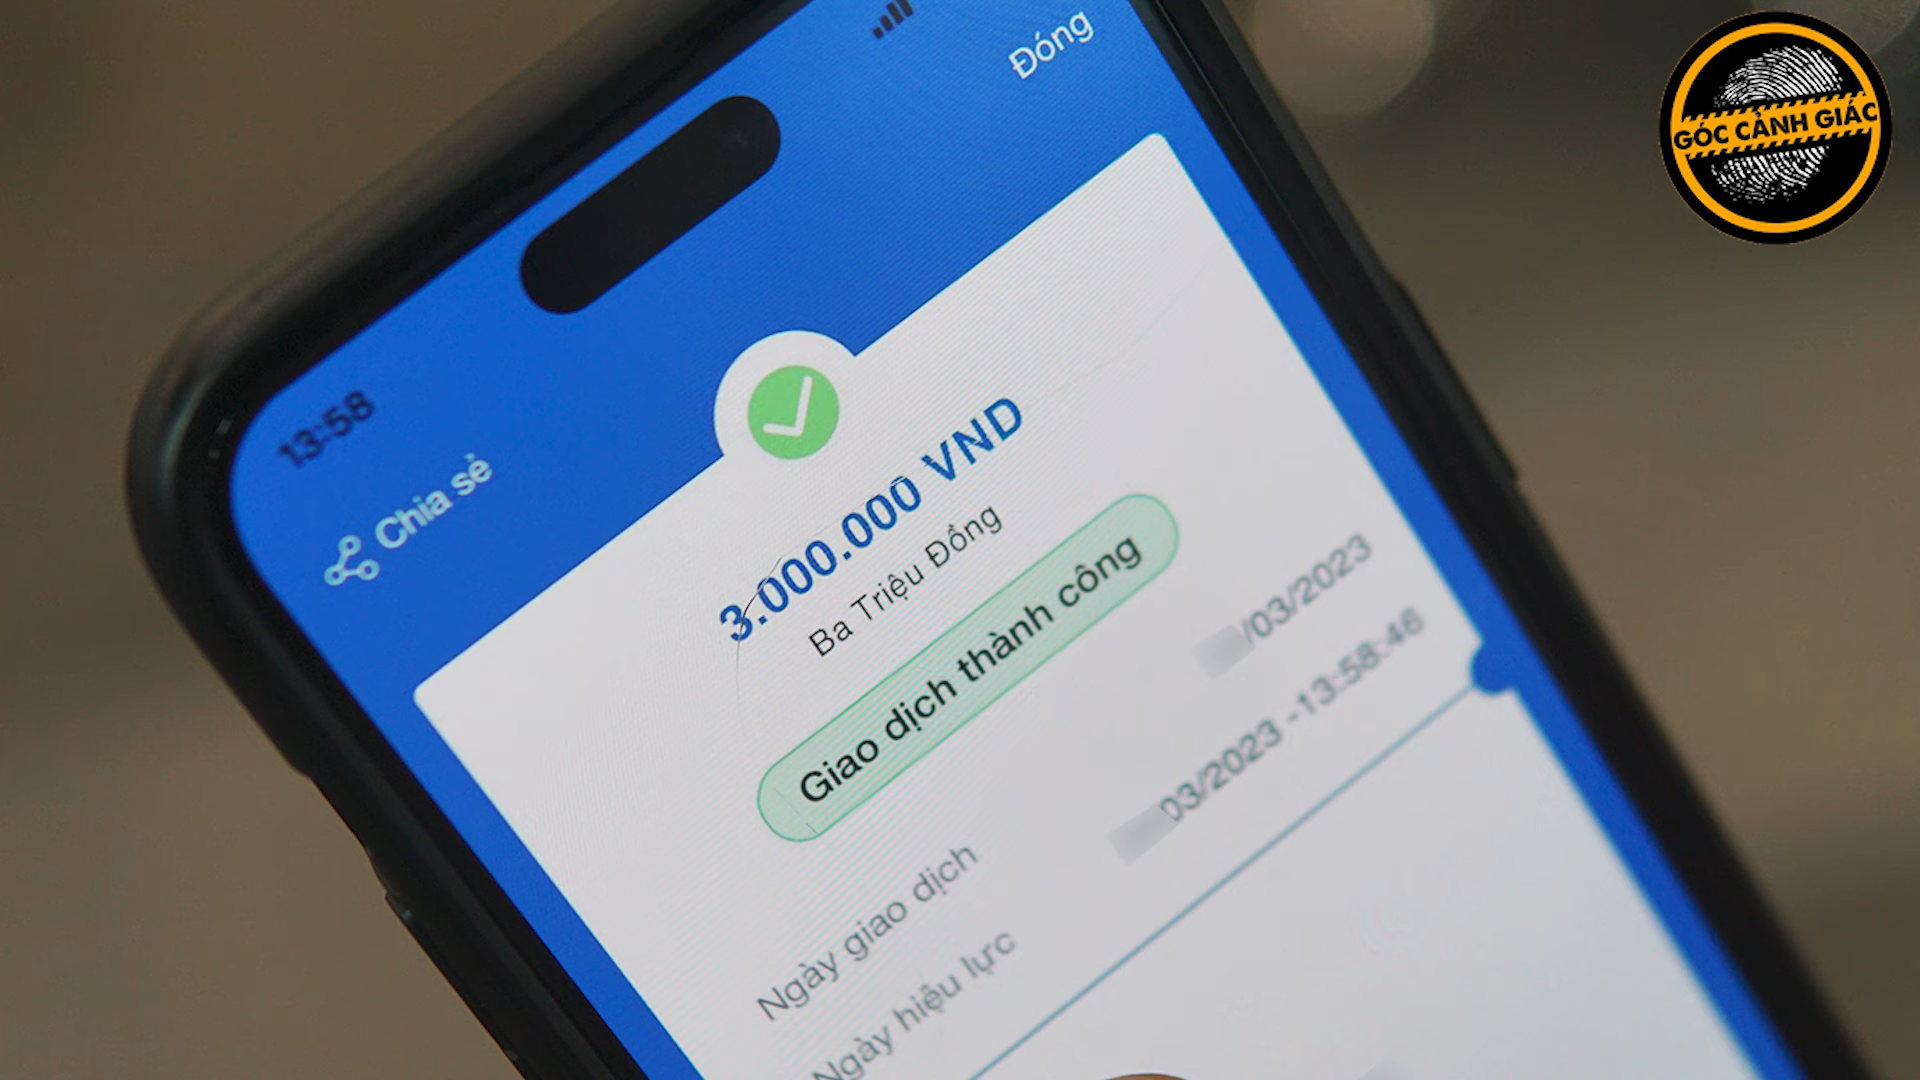 GÓC CẢNH GIÁC
Đóng
13:58
Chia sẻ
3.000.000 VND
Ba Triệu Đồng
Giao dịch thành công
Ngày giao dịch /03/2023
Ngày hiệu lực 03/2023 -13:58:46